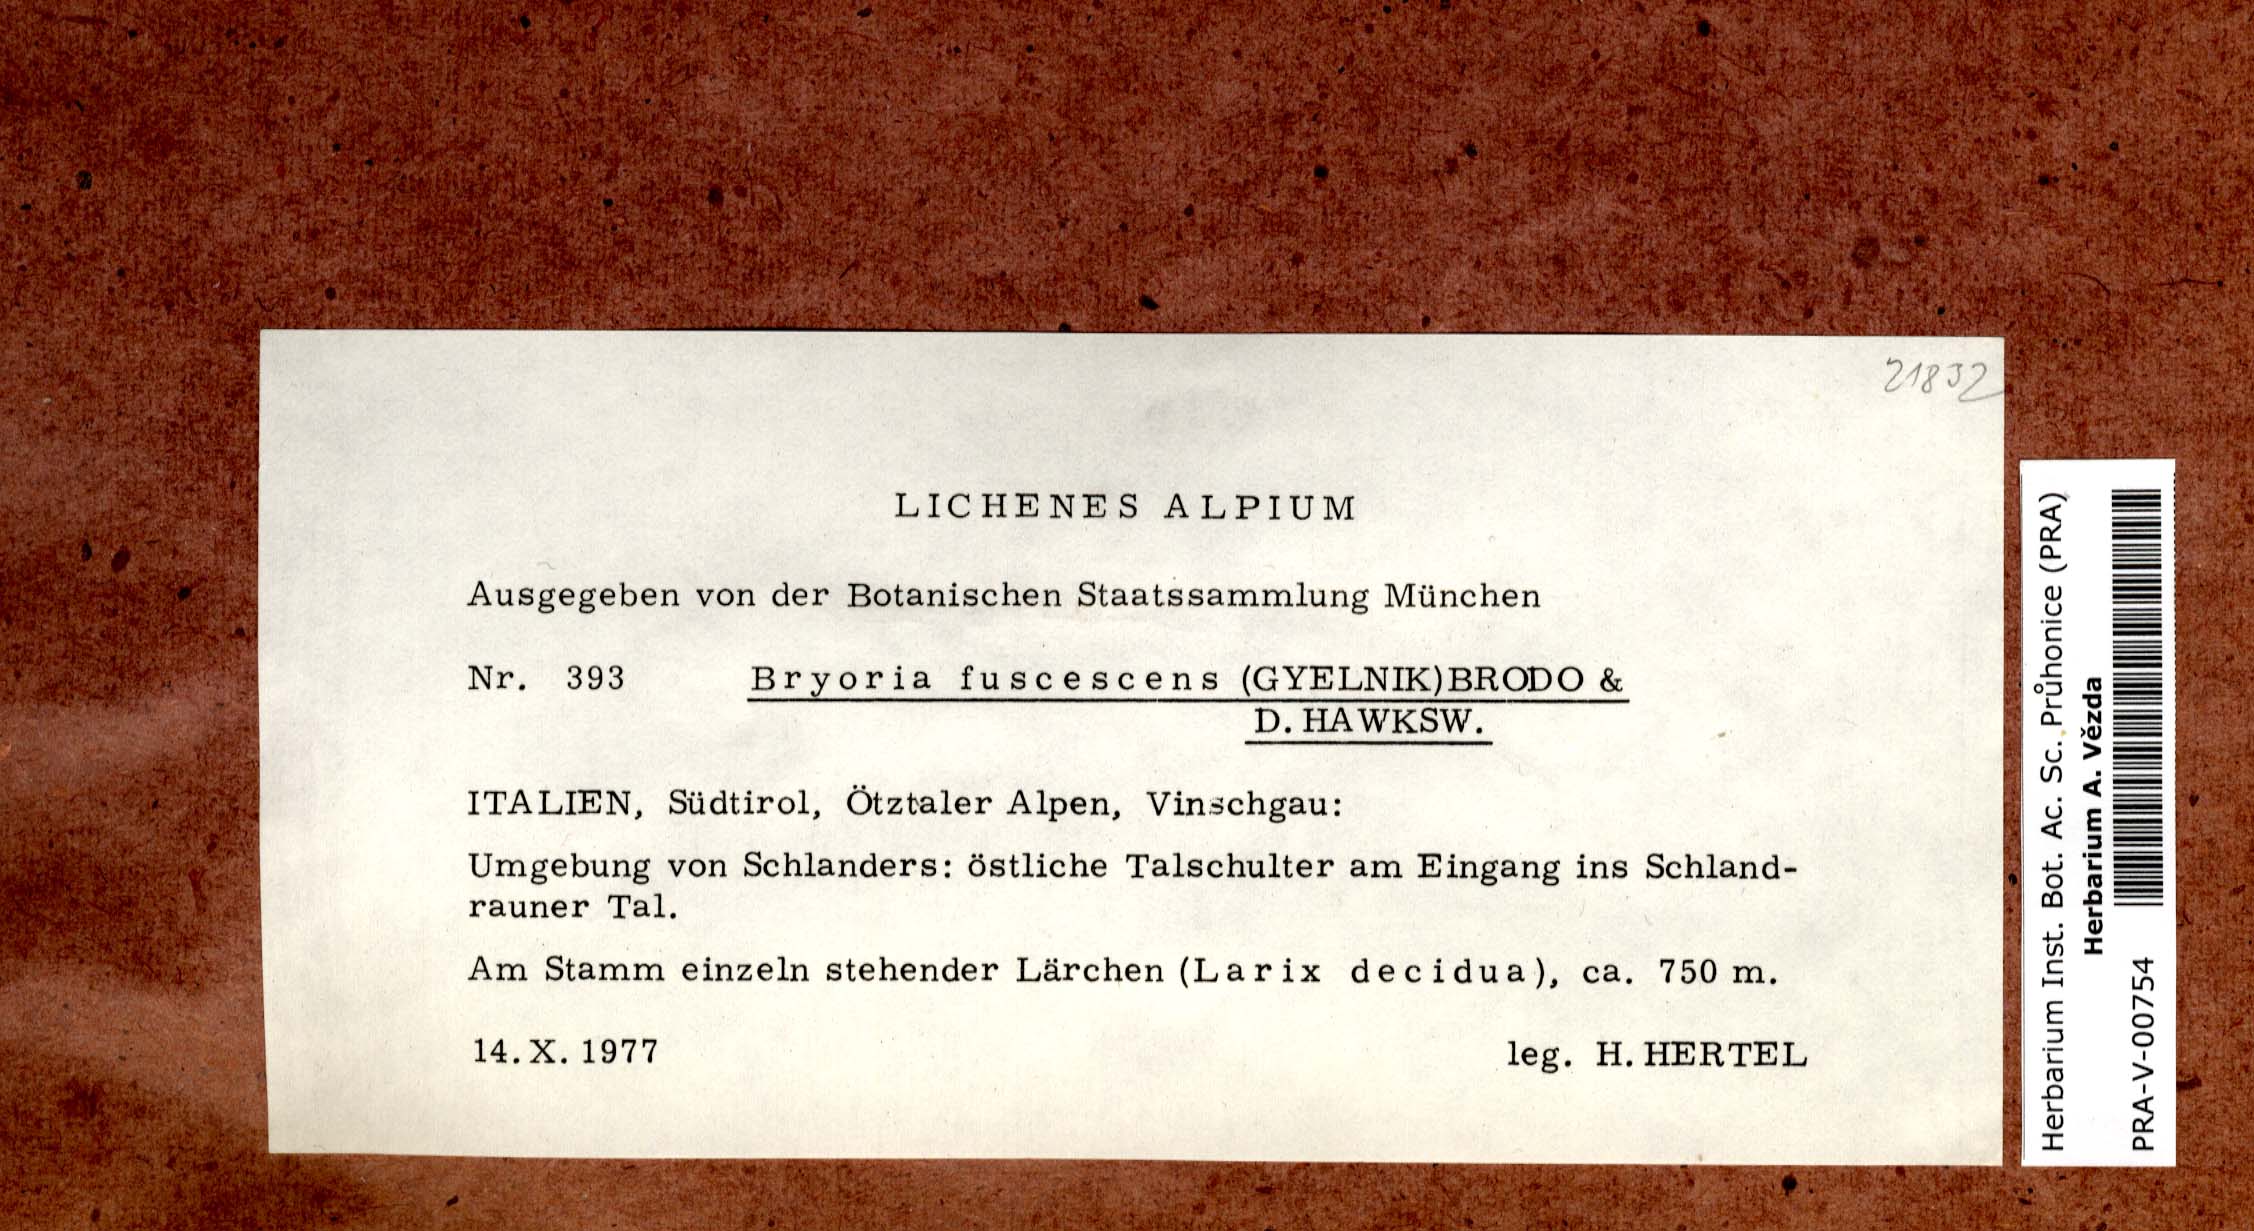 21832
LICHENES ALPIUM
Ausgegeben von der Botanischen Staatssammlung München
Nr. 393 Bryoria fuscescens (GYELNIK) BRODO &
D. HAWKSW.
ITALIEN, Südtirol, Ötztaler Alpen, Vinschgau:
Umgebung von Schlanders: östliche Talschulter am Eingang ins Schland-
rauner Tal.
Am Stamm einzeln stehender Lärchen (Larix decidua), ca. 750 m.
14. X. 1977 leg. H. HERTEL
Herbarium Inst. Bot. Ac. Sc. Průhonice (PRA)
Herbarium A. Vězda
PRA-V-00754